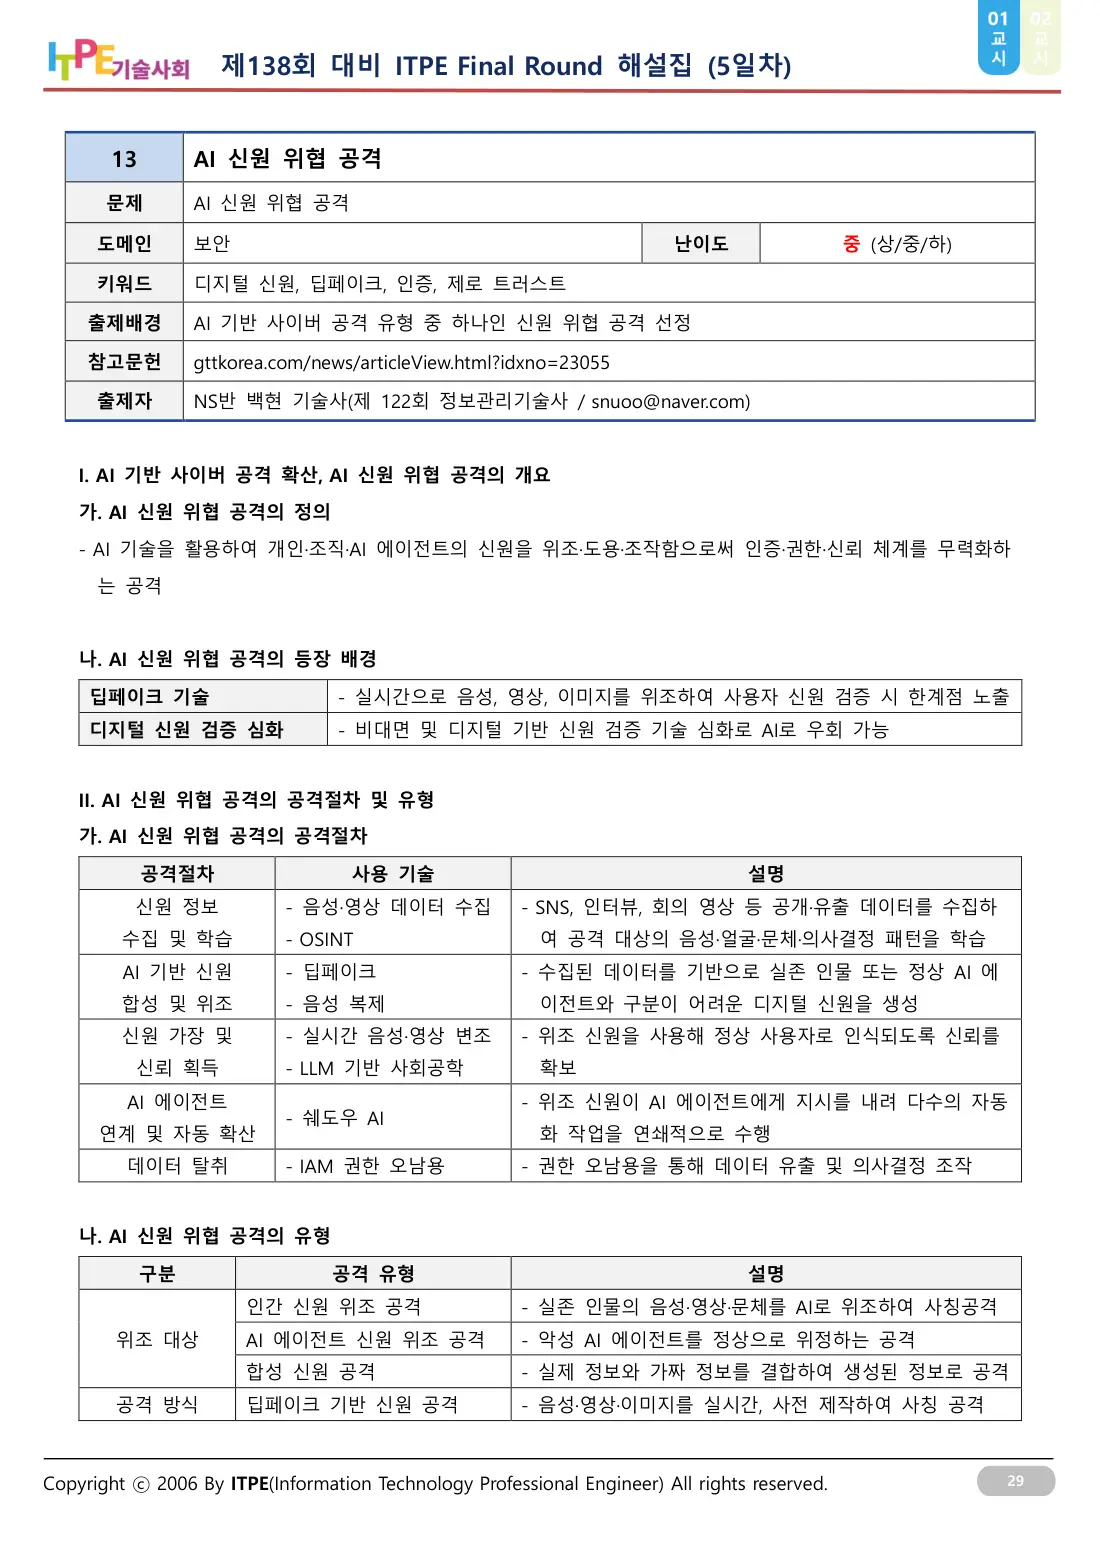 ITPE기술사회 제138회 대비 ITPE Final Round 해설집 (5일차)
01 교 시
02 교 시
13 AI 신원 위협 공격
문제 AI 신원 위협 공격
도메인 보안 난이도 중 (상/중/하)
키워드 디지털 신원, 딥페이크, 인증, 제로 트러스트
출제배경 AI 기반 사이버 공격 유형 중 하나인 신원 위협 공격 선정
참고문헌 gttkorea.com/news/articleView.html?idxno=23055
출제자 NS반 백현 기술사(제 122회 정보관리기술사 / snuoo@naver.com)
I. AI 기반 사이버 공격 확산, AI 신원 위협 공격의 개요
가. AI 신원 위협 공격의 정의
- AI 기술을 활용하여 개인·조직·AI 에이전트의 신원을 위조·도용·조작함으로써 인증·권한·신뢰 체계를 무력화하
는 공격
나. AI 신원 위협 공격의 등장 배경
딥페이크 기술 - 실시간으로 음성, 영상, 이미지를 위조하여 사용자 신원 검증 시 한계점 노출
디지털 신원 검증 심화 - 비대면 및 디지털 기반 신원 검증 기술 심화로 AI로 우회 가능
II. AI 신원 위협 공격의 공격절차 및 유형
가. AI 신원 위협 공격의 공격절차
공격절차 사용 기술 설명
신원 정보 - 음성·영상 데이터 수집 - SNS, 인터뷰, 회의 영상 등 공개·유출 데이터를 수집하
수집 및 학습 - OSINT 여 공격 대상의 음성·얼굴·문체·의사결정 패턴을 학습
AI 기반 신원 - 딥페이크 - 수집된 데이터를 기반으로 실존 인물 또는 정상 AI 에
합성 및 위조 - 음성 복제 이전트와 구분이 어려운 디지털 신원을 생성
신원 가장 및 - 실시간 음성·영상 변조 - 위조 신원을 사용해 정상 사용자로 인식되도록 신뢰를
신뢰 획득 - LLM 기반 사회공학 확보
AI 에이전트 - 쉐도우 AI - 위조 신원이 AI 에이전트에게 지시를 내려 다수의 자동
연계 및 자동 확산 화 작업을 연쇄적으로 수행
데이터 탈취 - IAM 권한 오남용 - 권한 오남용을 통해 데이터 유출 및 의사결정 조작
나. AI 신원 위협 공격의 유형
구분 공격 유형 설명
위조 대상 인간 신원 위조 공격 - 실존 인물의 음성·영상·문체를 AI로 위조하여 사칭공격
AI 에이전트 신원 위조 공격 - 악성 AI 에이전트를 정상으로 위정하는 공격
합성 신원 공격 - 실제 정보와 가짜 정보를 결합하여 생성된 정보로 공격
공격 방식 딥페이크 기반 신원 공격 - 음성·영상·이미지를 실시간, 사전 제작하여 사칭 공격
Copyright ⓒ 2006 By ITPE(Information Technology Professional Engineer) All rights reserved.
29